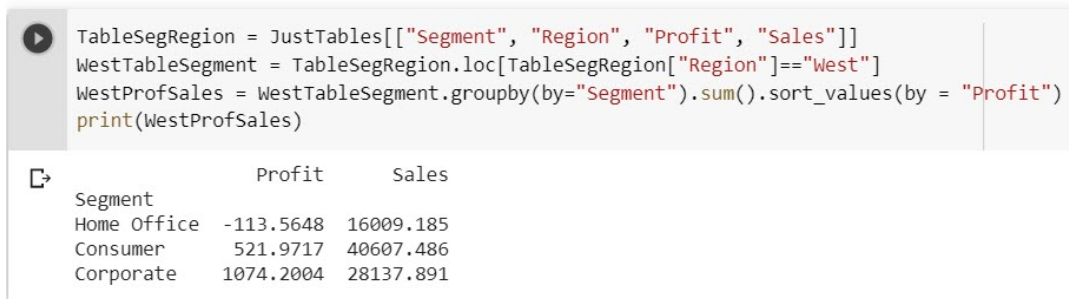 TableSegRegion = JustTables[["Segment", "Region", "Profit", "Sales"]]
WestTableSegment = TableSegRegion.loc[TableSegRegion["Region"]=="West"]
WestProfSales = WestTableSegment.groupby(by="Segment").sum().sort_values(by = "Profit")
print(WestProfSales)
Profit Sales
Segment
Home Office -113.5648 16009.185
Consumer 521.9717 40607.486
Corporate 1074.2004 28137.891